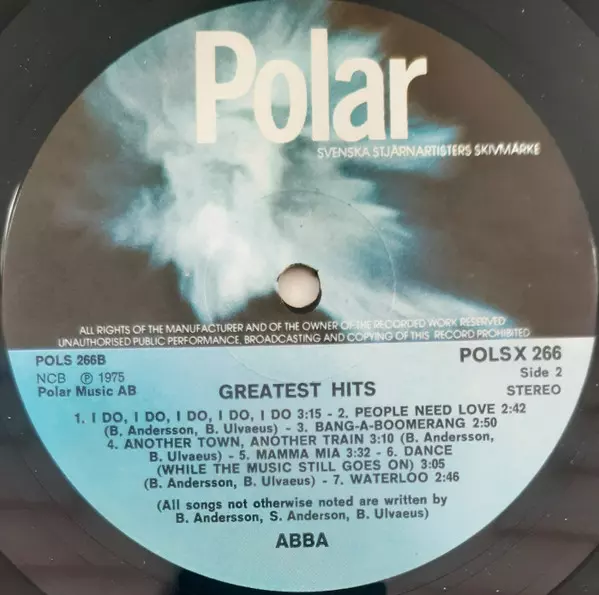 Polar
SVENSKA STJÄRNARTISTERS SKIVMÄRKE
ALL RIGHTS OF THE MANUFACTURER AND OF THE OWNER OF THE RECORDED WORK RESERVED
UNAUTHORISED PUBLIC PERFORMANCE, BROADCASTING AND COPYING OF THIS RECORD PROHIBITED
POLS 266B
POLSX 266
NCB ℗ 1975
Side 2
Polar Music AB
GREATEST HITS
STEREO
1. I DO, I DO, I DO, I DO, I DO 3:15 - 2. PEOPLE NEED LOVE 2:42
(B. Andersson, B. Ulvaeus) - 3. BANG-A-BOOMERANG 2:50
4. ANOTHER TOWN, ANOTHER TRAIN 3:10 (B. Andersson,
B. Ulvaeus) - 5. MAMMA MIA 3:32 - 6. DANCE
(WHILE THE MUSIC STILL GOES ON) 3:05
(B. Andersson, B. Ulvaeus) - 7. WATERLOO 2:46
(All songs not otherwise noted are written by
B. Andersson, S. Anderson, B. Ulvaeus)
ABBA